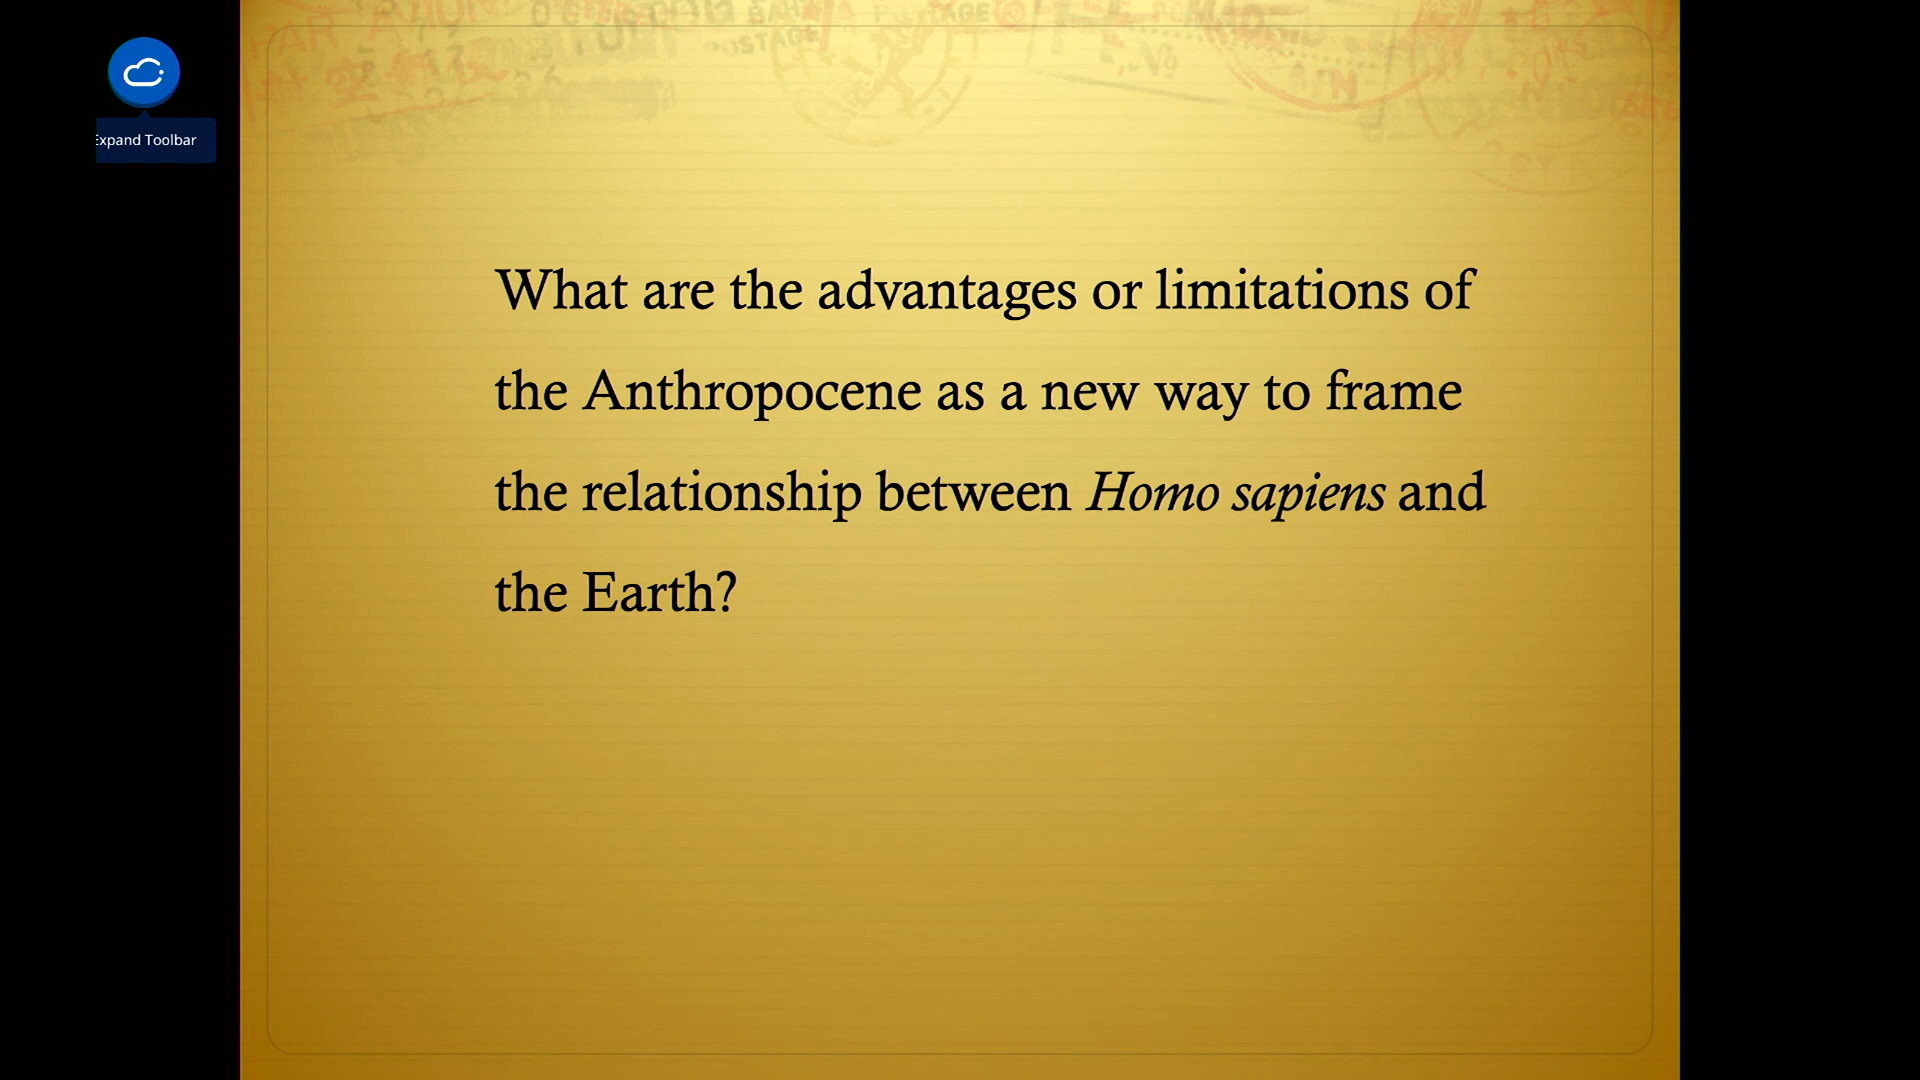 Expand Toolbar
POSTAGE
What are the advantages or limitations of
the Anthropocene as a new way to frame
the relationship between Homo sapiens and
the Earth?